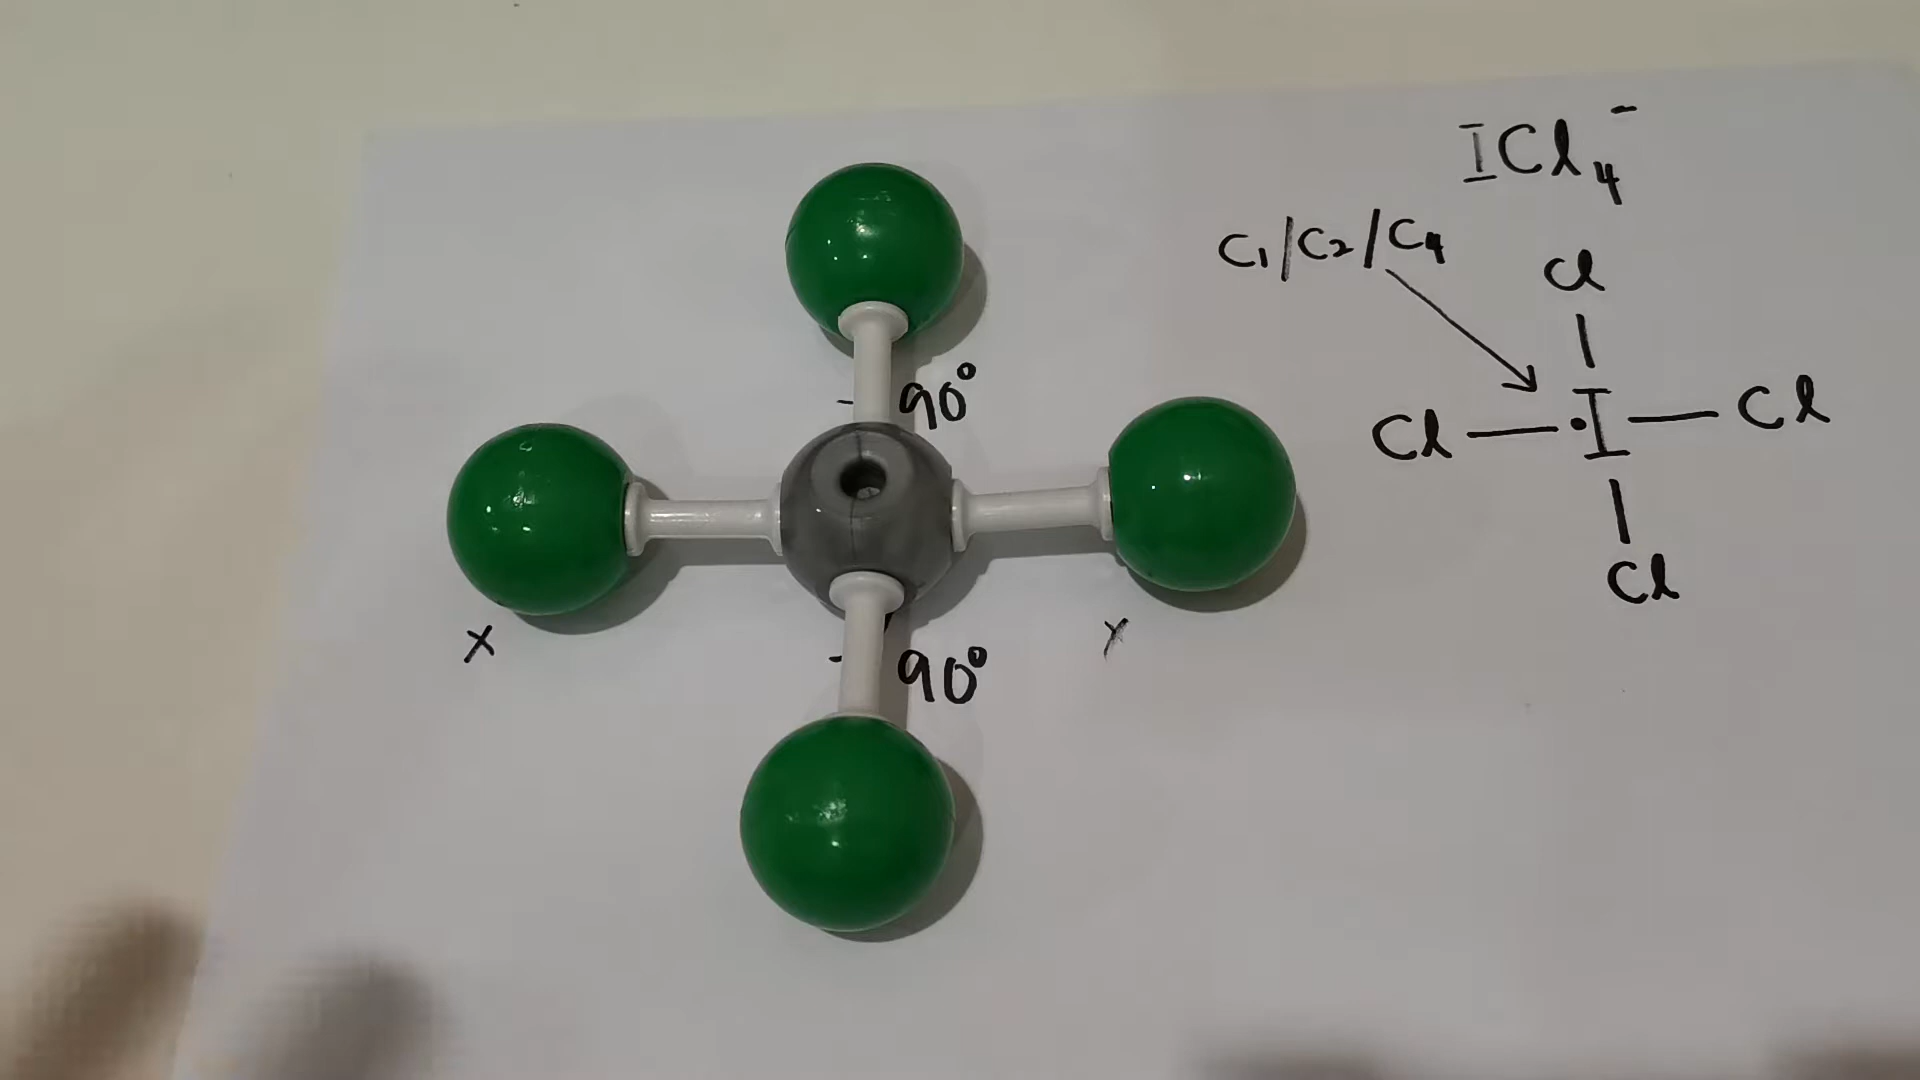 ICl₄⁻
C₁/C₂/C₄
Cl
Cl — ·I — Cl
Cl
90°
90°
x
x